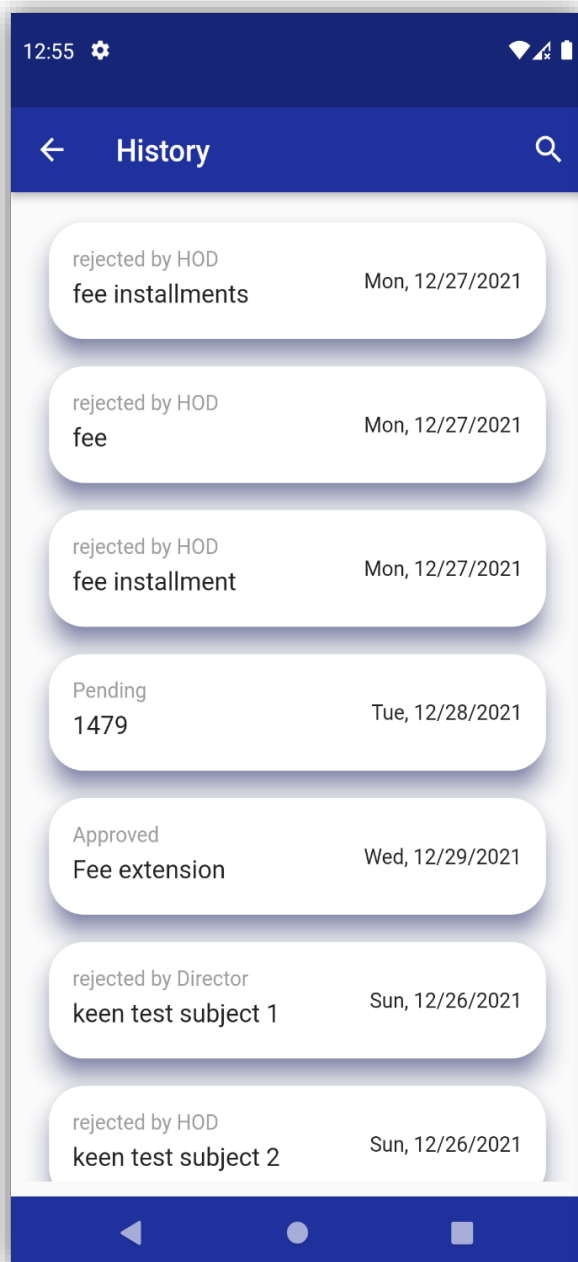 12:55
History
rejected by HOD
fee installments
Mon, 12/27/2021
rejected by HOD
fee
Mon, 12/27/2021
rejected by HOD
fee installment
Mon, 12/27/2021
Pending
1479
Tue, 12/28/2021
Approved
Fee extension
Wed, 12/29/2021
rejected by Director
keen test subject 1
Sun, 12/26/2021
rejected by HOD
keen test subject 2
Sun, 12/26/2021